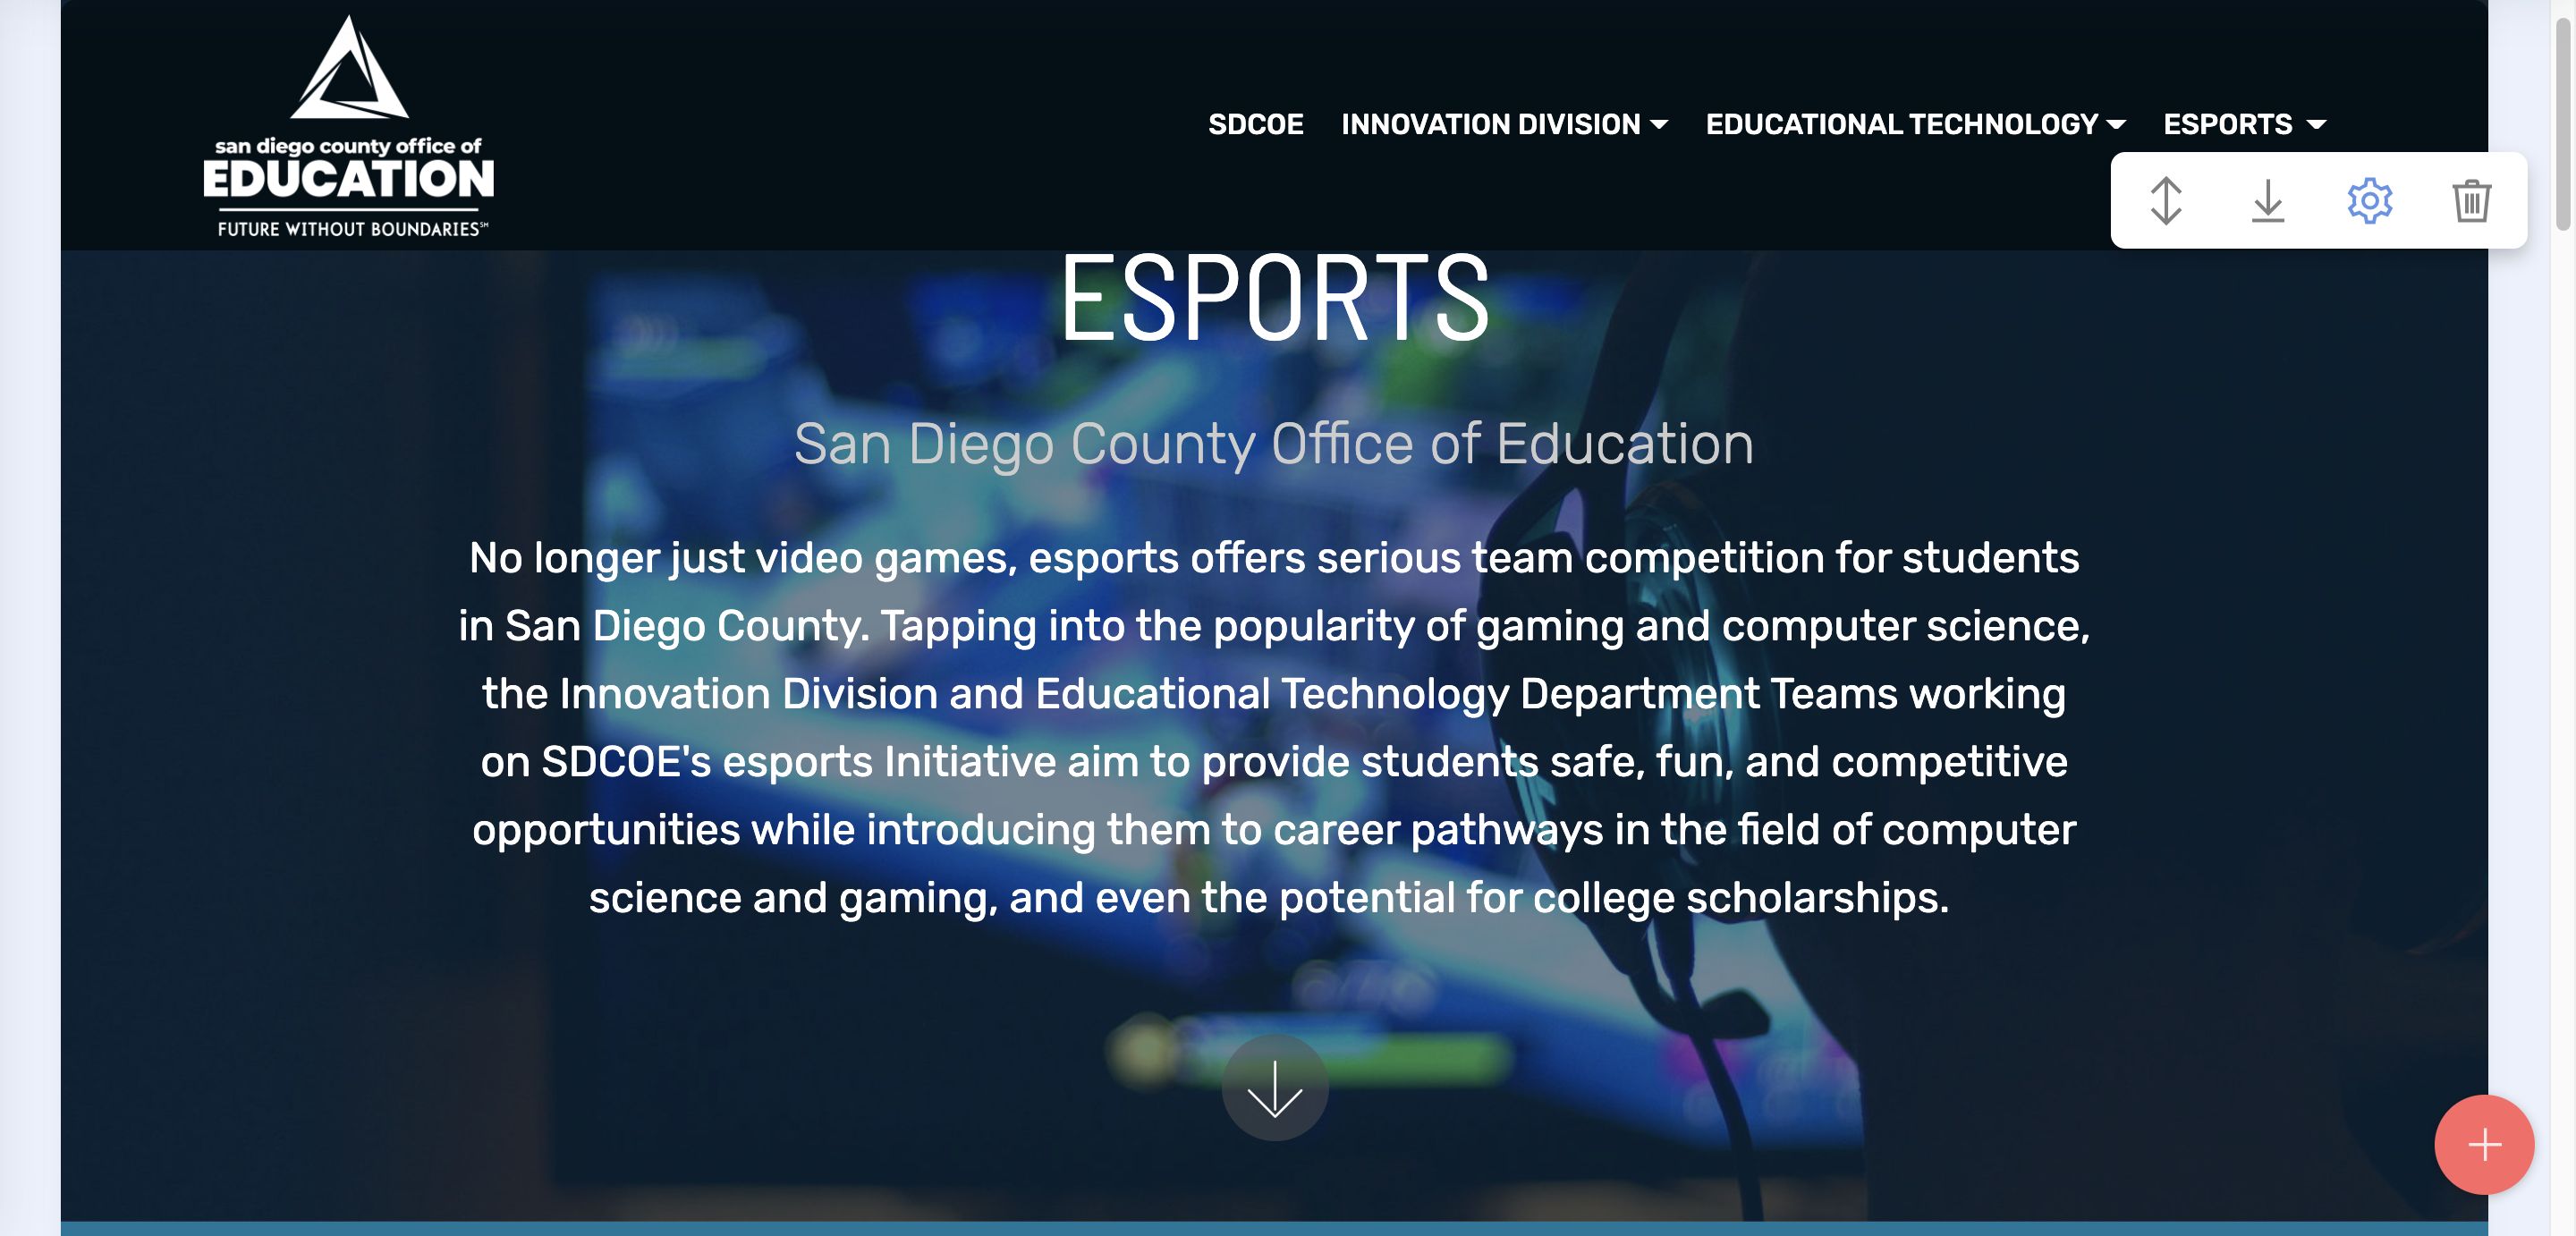 san diego county office of
EDUCATION
FUTURE WITHOUT BOUNDARIES℠
SDCOE INNOVATION DIVISION EDUCATIONAL TECHNOLOGY ESPORTS
ESPORTS
San Diego County Office of Education
No longer just video games, esports offers serious team competition for students
in San Diego County. Tapping into the popularity of gaming and computer science,
the Innovation Division and Educational Technology Department Teams working
on SDCOE's esports Initiative aim to provide students safe, fun, and competitive
opportunities while introducing them to career pathways in the field of computer
science and gaming, and even the potential for college scholarships.